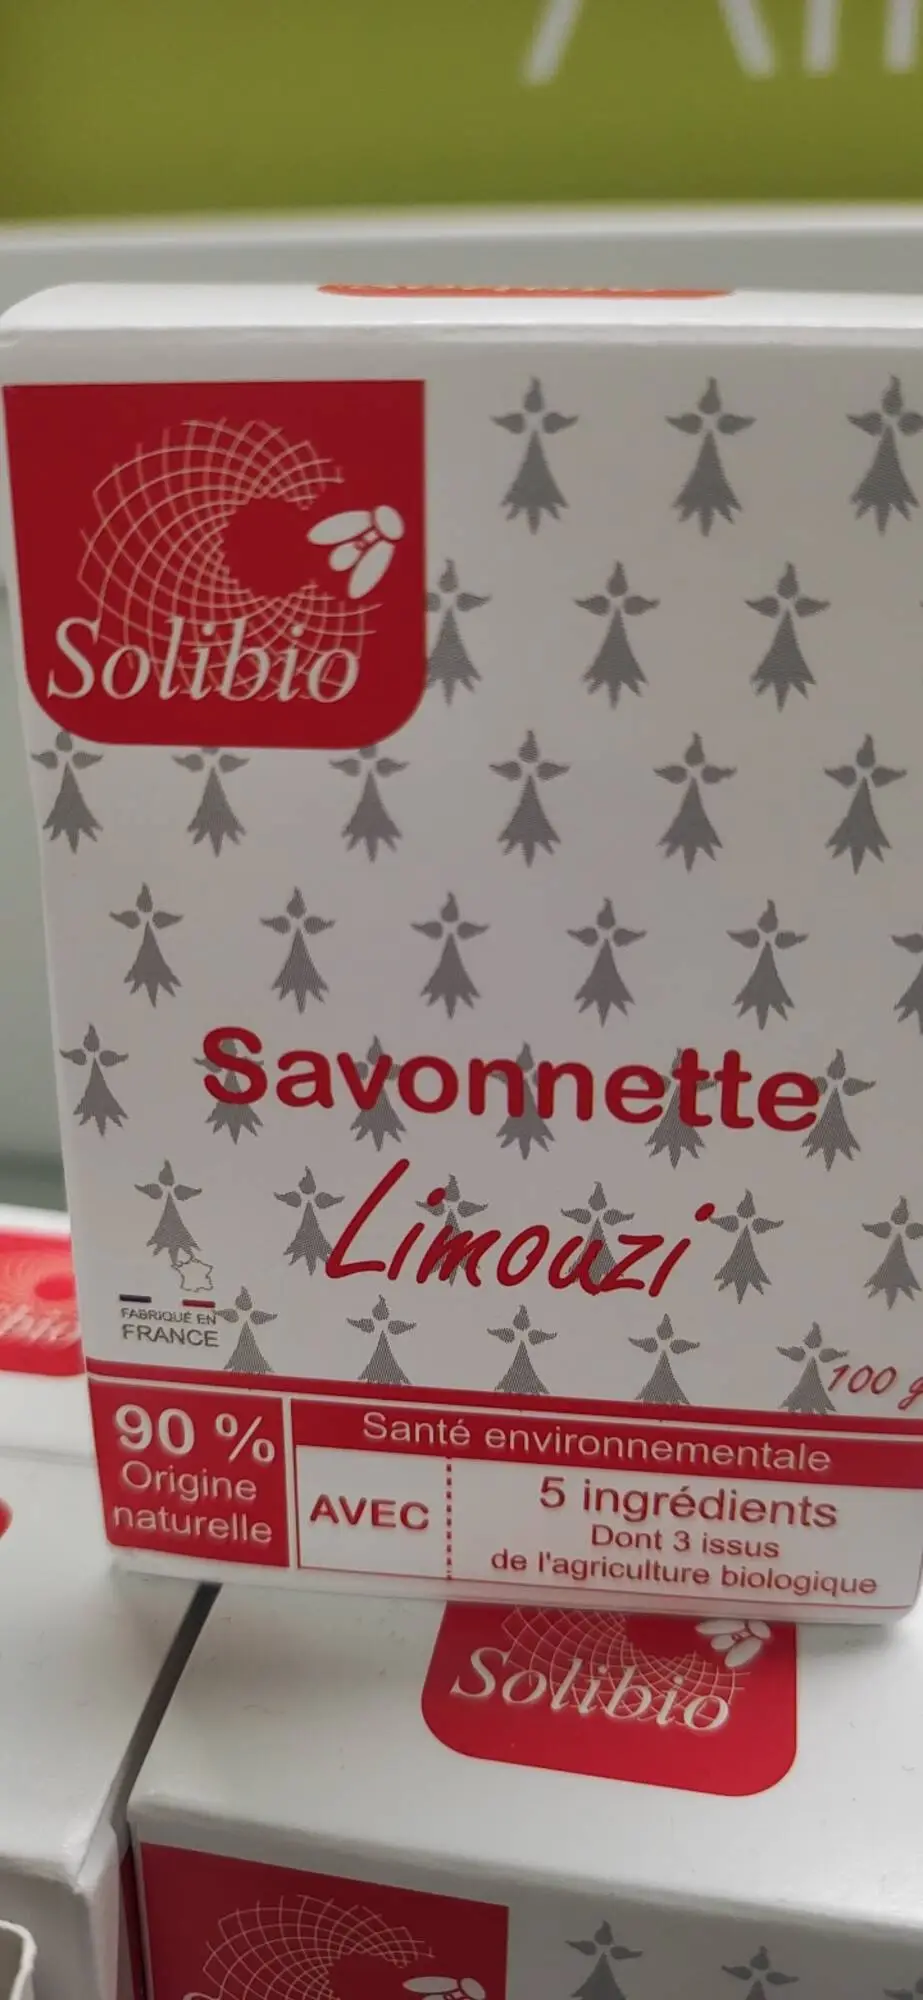 Solibio
Savonnette
Limouzi
FABRIQUÉ EN
FRANCE
100 g
90 %
Origine
naturelle
Santé environnementale
AVEC
5 ingrédients
Dont 3 issus
de l'agriculture biologique
Solibio